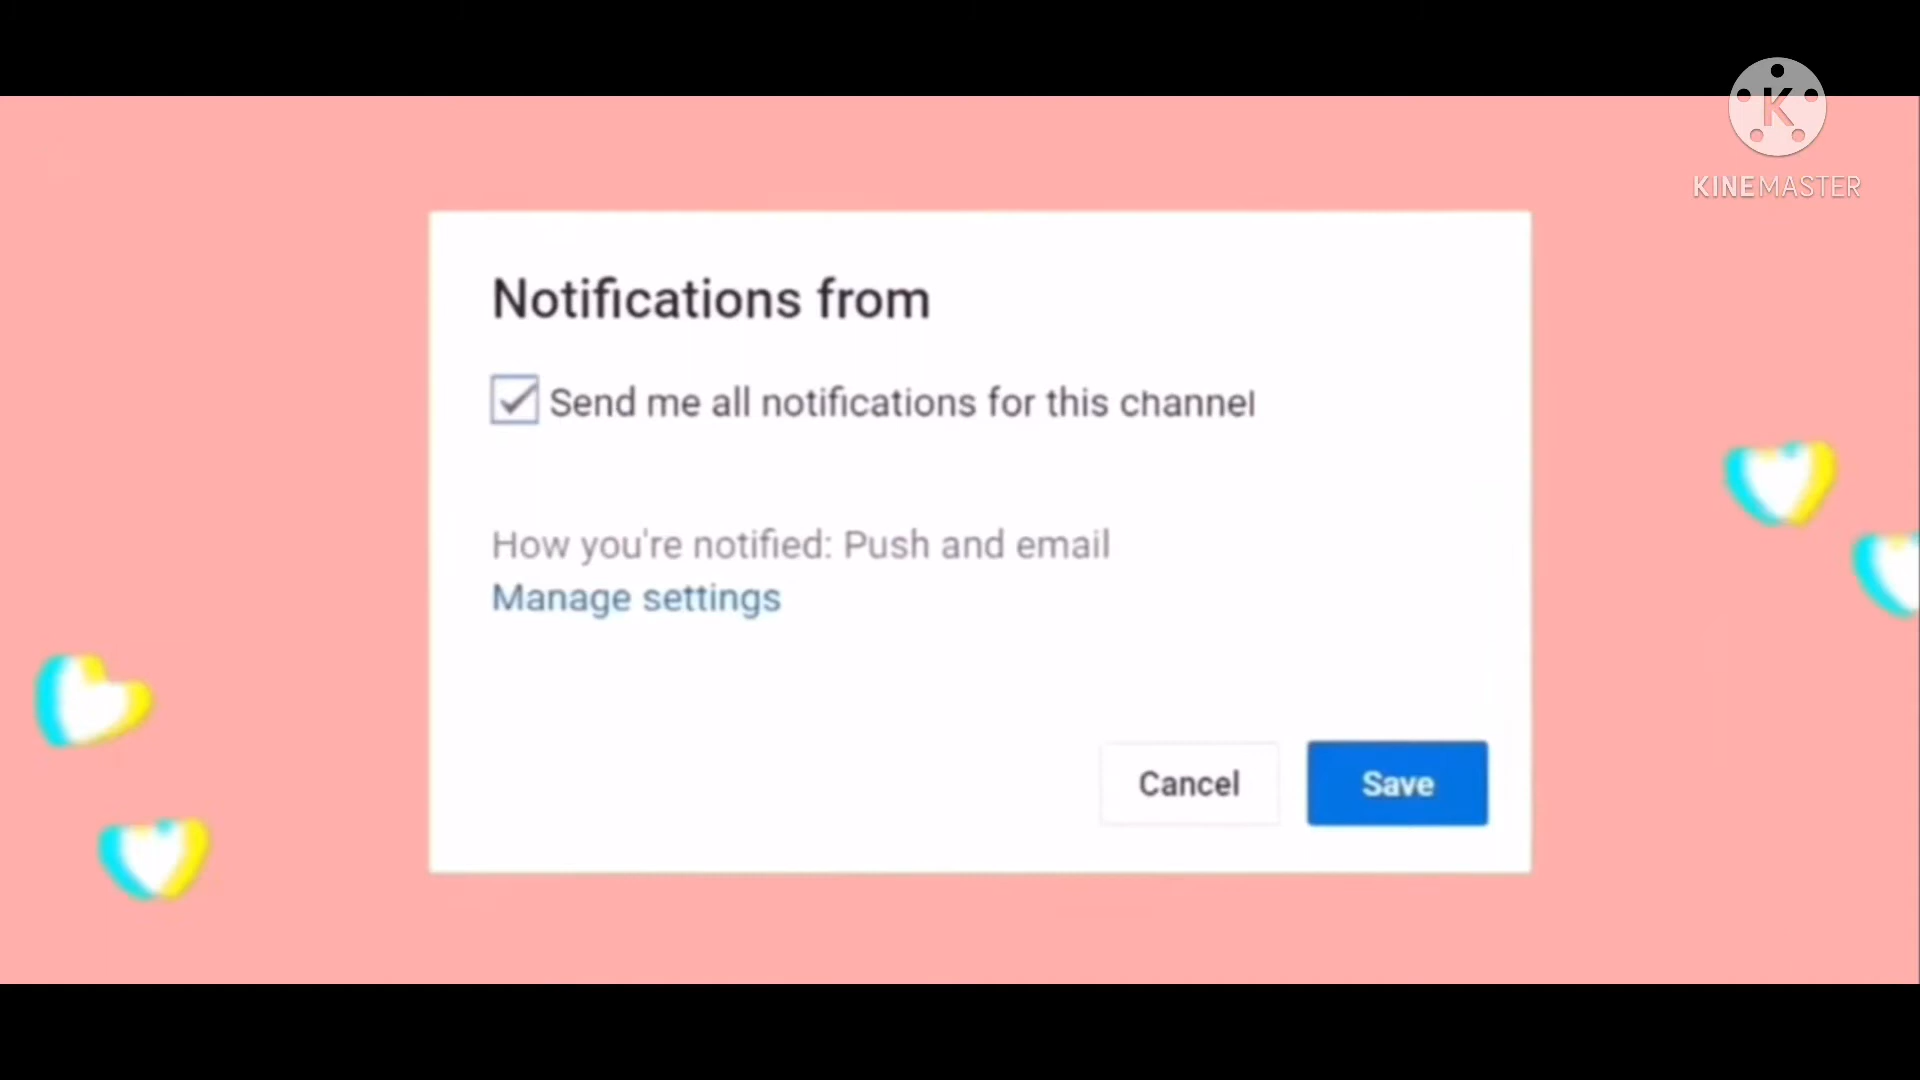 K
KINEMASTER
Notifications from
Send me all notifications for this channel
How you're notified: Push and email
Manage settings
Cancel
Save